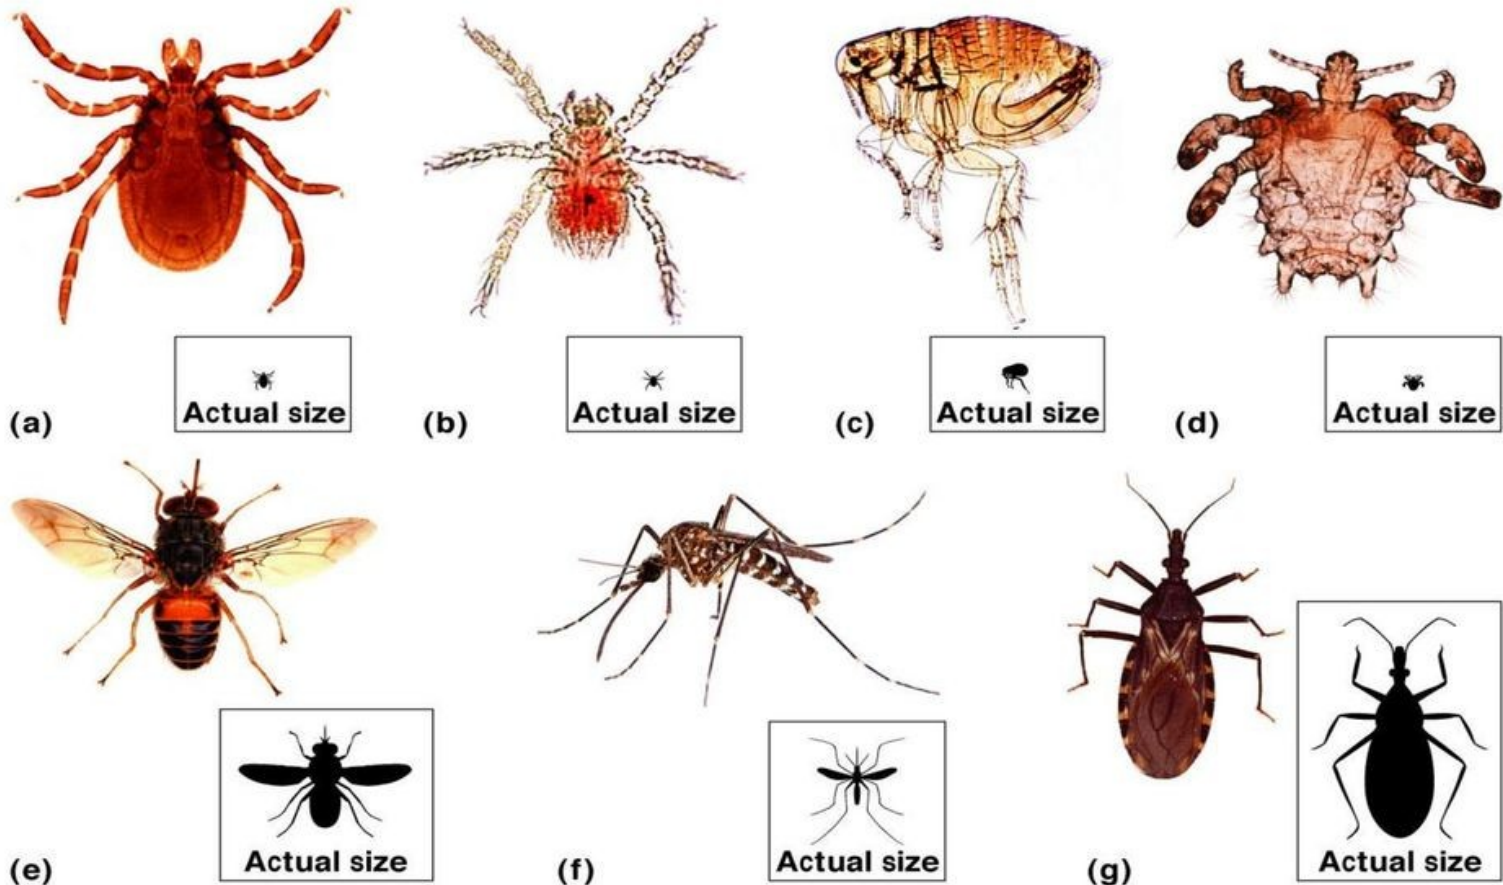 Actual size
Actual size
Actual size
Actual size
(a)
(b)
(c)
(d)
Actual size
Actual size
Actual size
(e)
(f)
(g)